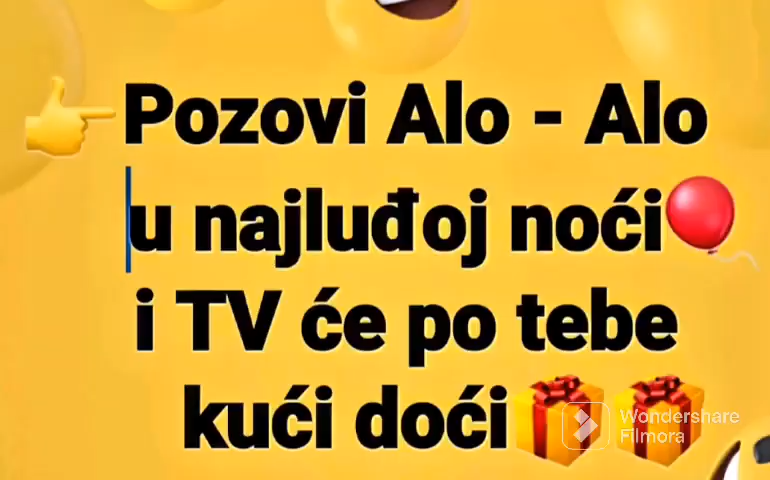 👉Pozovi Alo - Alo
u najluđoj noći🎈
i TV će po tebe
kući doći🎁🎁
Wondershare
Filmora